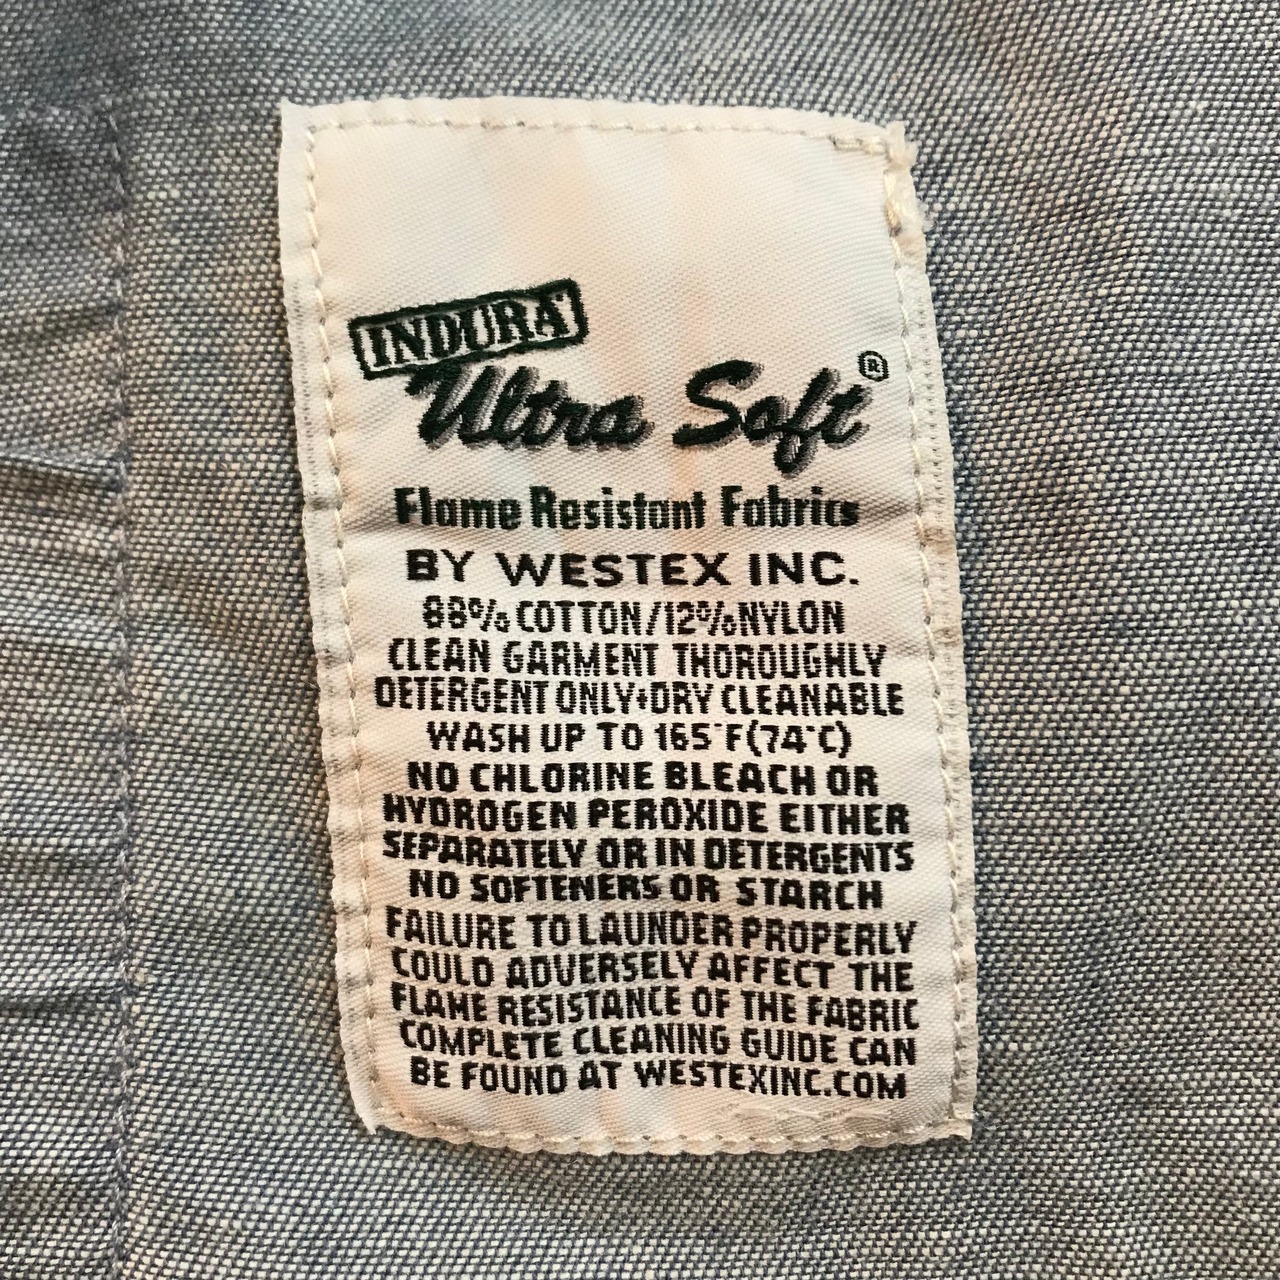 INDURA
Ultra Soft®
Flame Resistant Fabrics
BY WESTEX INC.
88% COTTON/12% NYLON
CLEAN GARMENT THOROUGHLY
DETERGENT ONLY•DRY CLEANABLE
WASH UP TO 165°F(74°C)
NO CHLORINE BLEACH OR
HYDROGEN PEROXIDE EITHER
SEPARATELY OR IN DETERGENTS
NO SOFTENERS OR STARCH
FAILURE TO LAUNDER PROPERLY
COULD ADVERSELY AFFECT THE
FLAME RESISTANCE OF THE FABRIC
COMPLETE CLEANING GUIDE CAN
BE FOUND AT WESTEXINC.COM